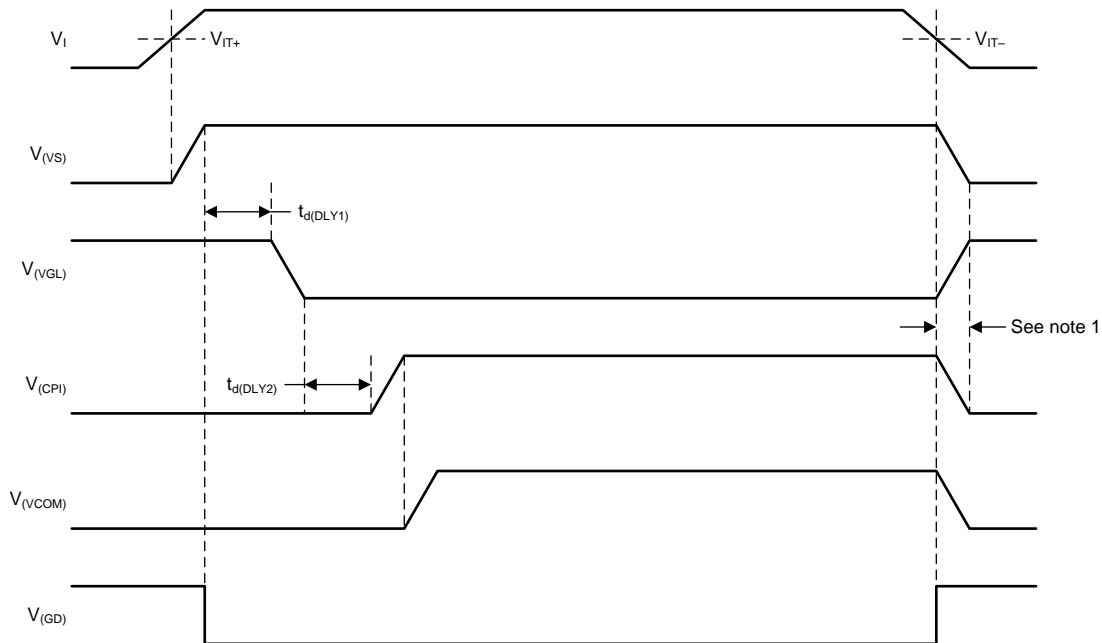 V_I
V_IT+
V_IT–
V_(VS)
t_d(DLY1)
V_(VGL)
See note 1
t_d(DLY2)
V_(CPI)
V_(VCOM)
V_(GD)